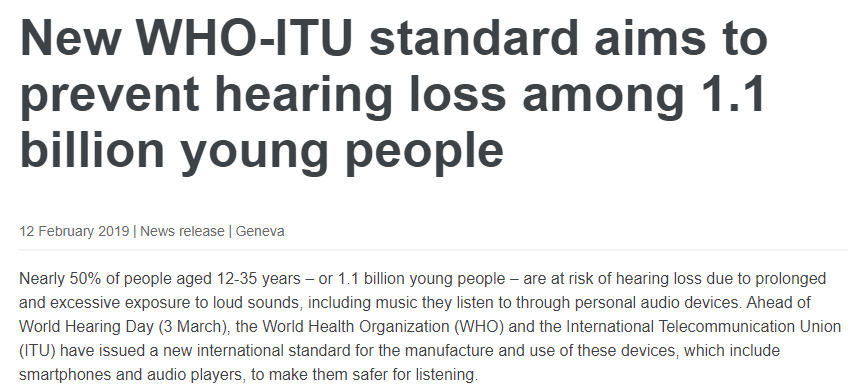 New WHO-ITU standard aims to
prevent hearing loss among 1.1
billion young people
12 February 2019 | News release | Geneva
Nearly 50% of people aged 12-35 years – or 1.1 billion young people – are at risk of hearing loss due to prolonged
and excessive exposure to loud sounds, including music they listen to through personal audio devices. Ahead of
World Hearing Day (3 March), the World Health Organization (WHO) and the International Telecommunication Union
(ITU) have issued a new international standard for the manufacture and use of these devices, which include
smartphones and audio players, to make them safer for listening.